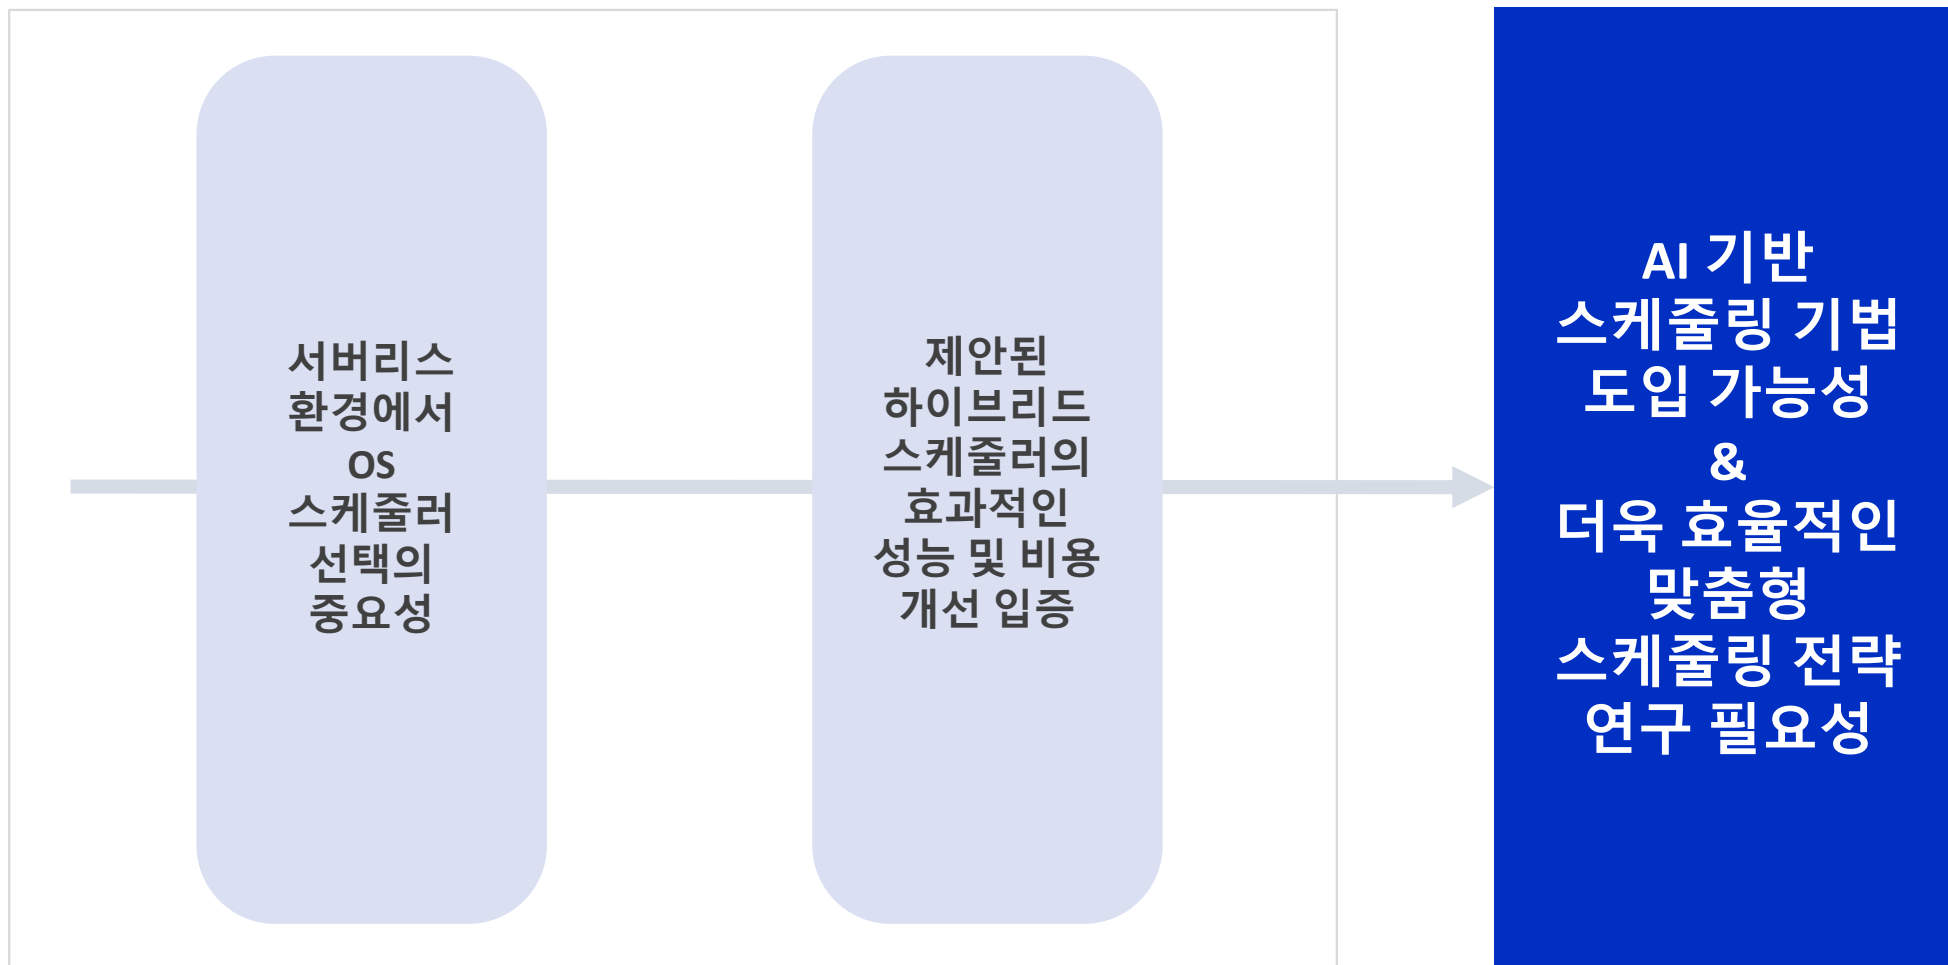 서버리스
환경에서
OS
스케줄러
선택의
중요성
제안된
하이브리드
스케줄러의
효과적인
성능 및 비용
개선 입증
AI 기반
스케줄링 기법
도입 가능성
&
더욱 효율적인
맞춤형
스케줄링 전략
연구 필요성